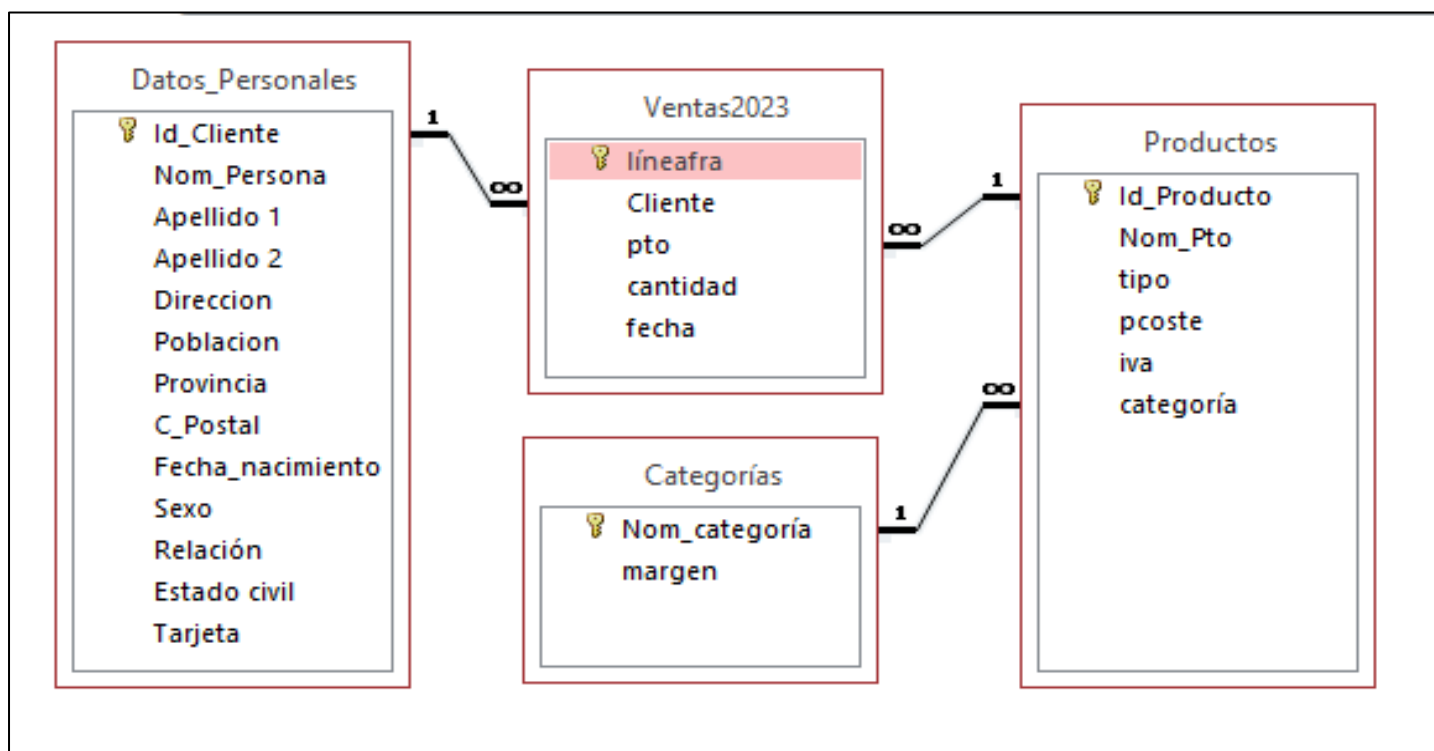 Datos_Personales
Id_Cliente
Nom_Persona
Apellido 1
Apellido 2
Direccion
Poblacion
Provincia
C_Postal
Fecha_nacimiento
Sexo
Relación
Estado civil
Tarjeta
1
∞
Ventas2023
líneafra
Cliente
pto
cantidad
fecha
1
∞
Categorías
Nom_categoría
margen
1
∞
Productos
Id_Producto
Nom_Pto
tipo
pcoste
iva
categoría